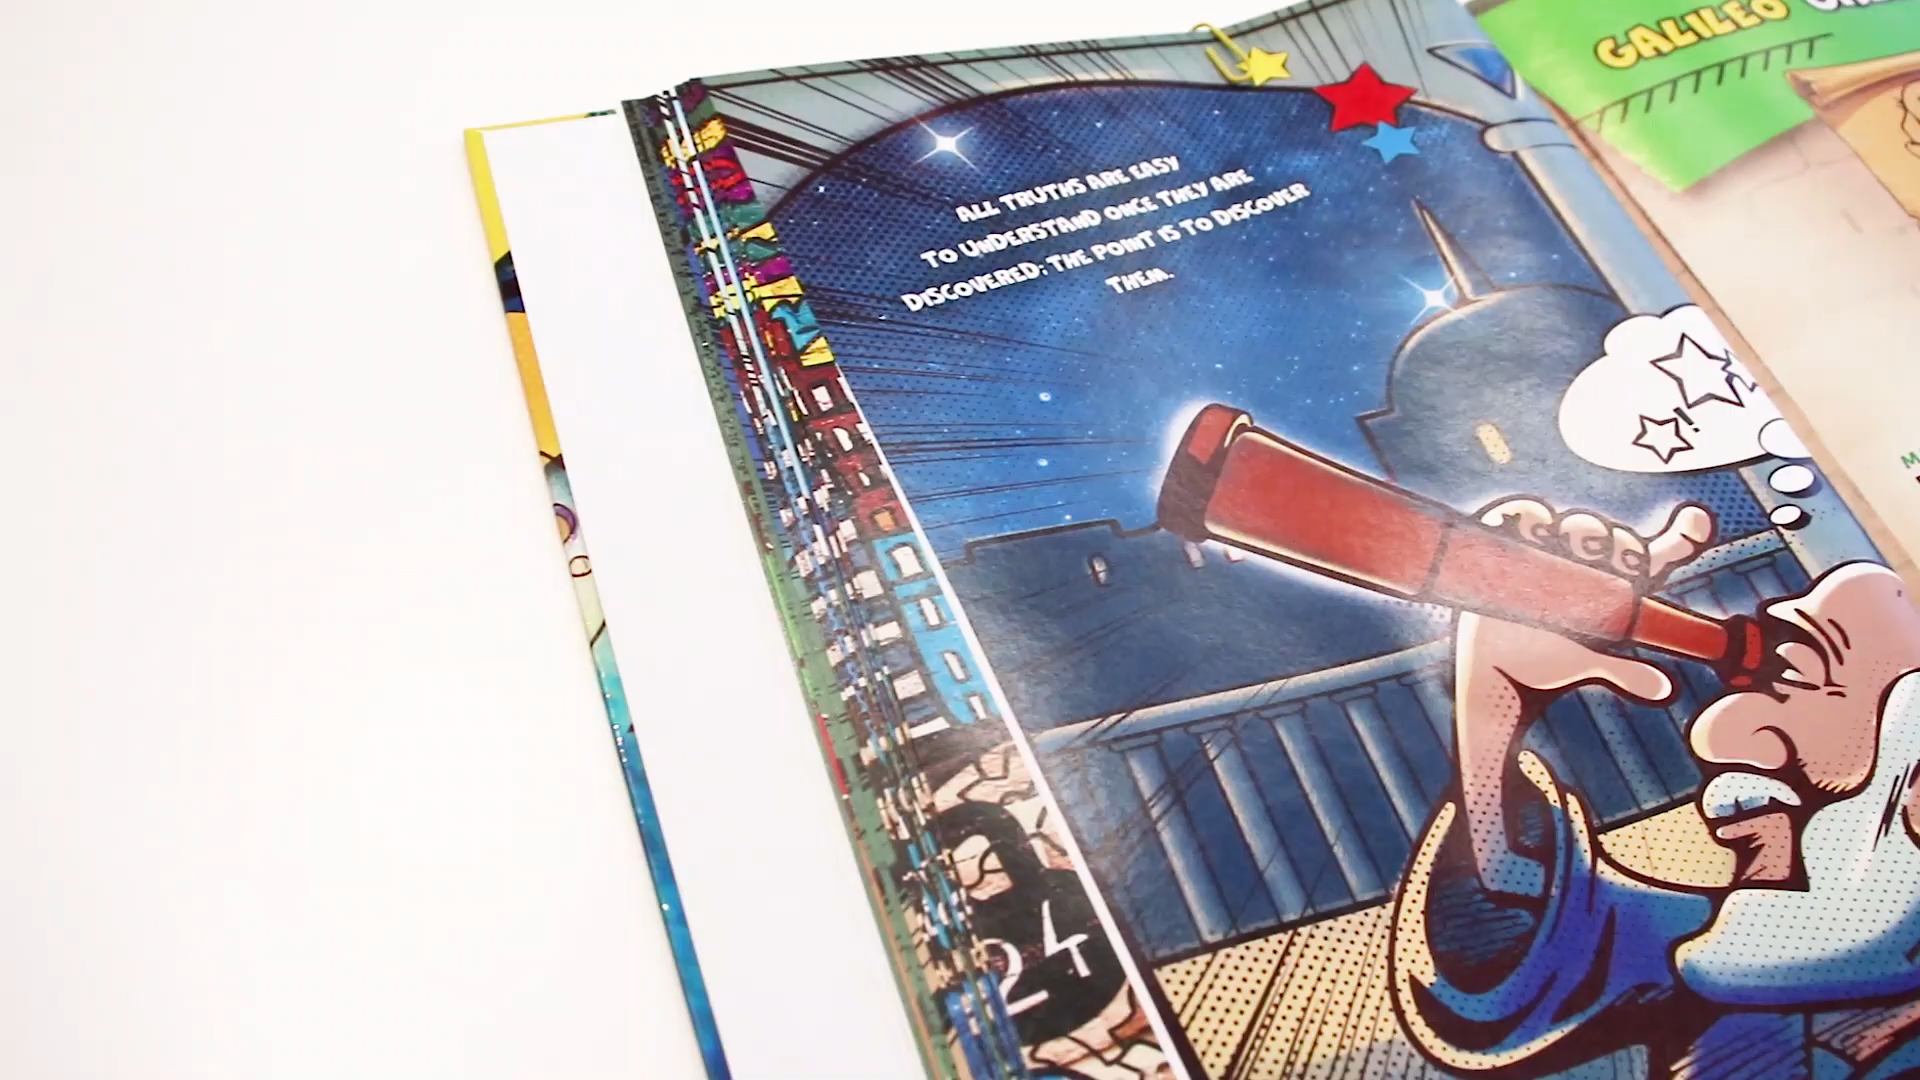 ALL TRUTHS ARE EASY
TO UNDERSTAND ONCE THEY ARE
DISCOVERED; THE POINT IS TO DISCOVER
THEM.
GALILEO
24